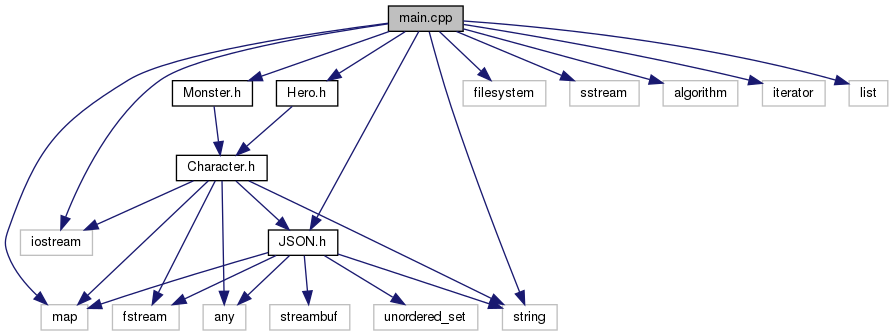 main.cpp
Monster.h
Hero.h
filesystem
sstream
algorithm
iterator
list
Character.h
iostream
JSON.h
map
fstream
any
streambuf
unordered_set
string